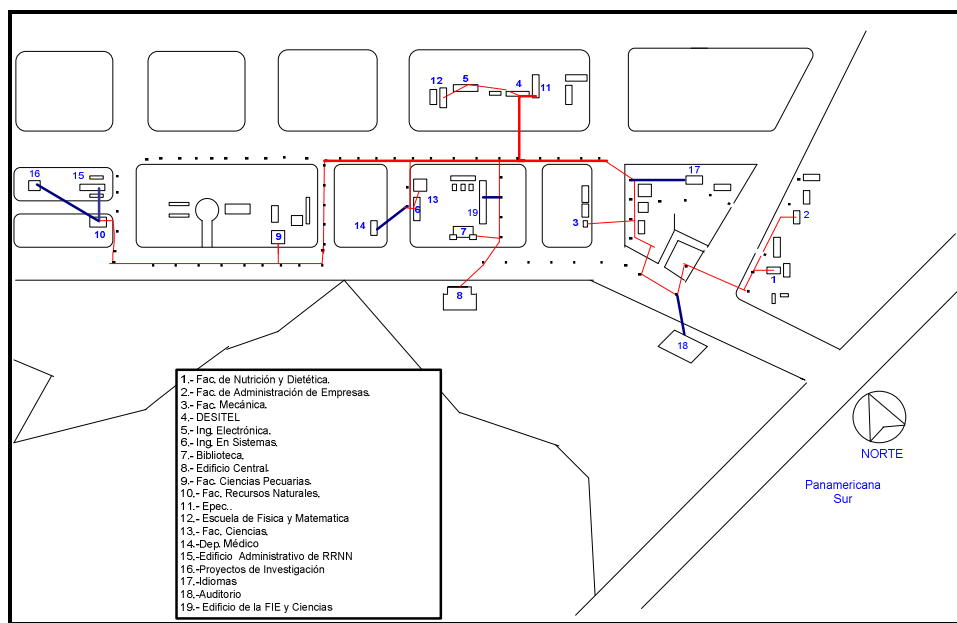 12
5
4
11
16
15
17
13
2
14
6
19
3
10
9
7
1
8
18
1.- Fac. de Nutrición y Dietética.
2.- Fac. de Administración de Empresas.
3.- Fac. Mecánica.
4.- DESITEL
5.- Ing. Electrónica.
6.- Ing. En Sistemas.
7.- Biblioteca.
8.- Edificio Central.
9.- Fac. Ciencias Pecuarias.
10.- Fac. Recursos Naturales.
11.- Epec..
12.- Escuela de Fisica y Matematica
13.- Fac. Ciencias.
14.-Dep. Médico
15.-Edificio Administrativo de RRNN
16.-Proyectos de Investigación
17.-Idiomas
18.-Auditorio
19.- Edificio de la FIE y Ciencias
NORTE
Panamericana
Sur